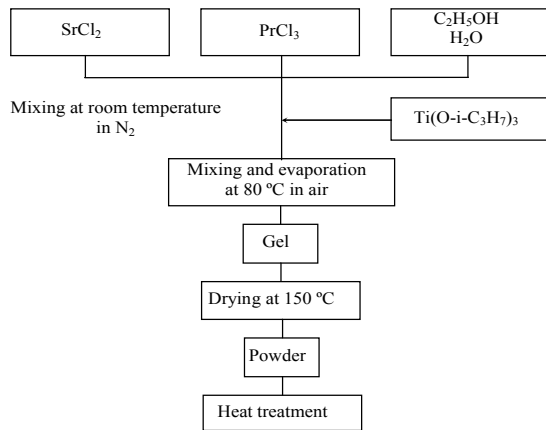 SrCl₂
PrCl₃
C₂H₅OH
H₂O
Mixing at room temperature
in N₂
Ti(O-i-C₃H₇)₃
Mixing and evaporation
at 80 ºC in air
Gel
Drying at 150 ºC
Powder
Heat treatment